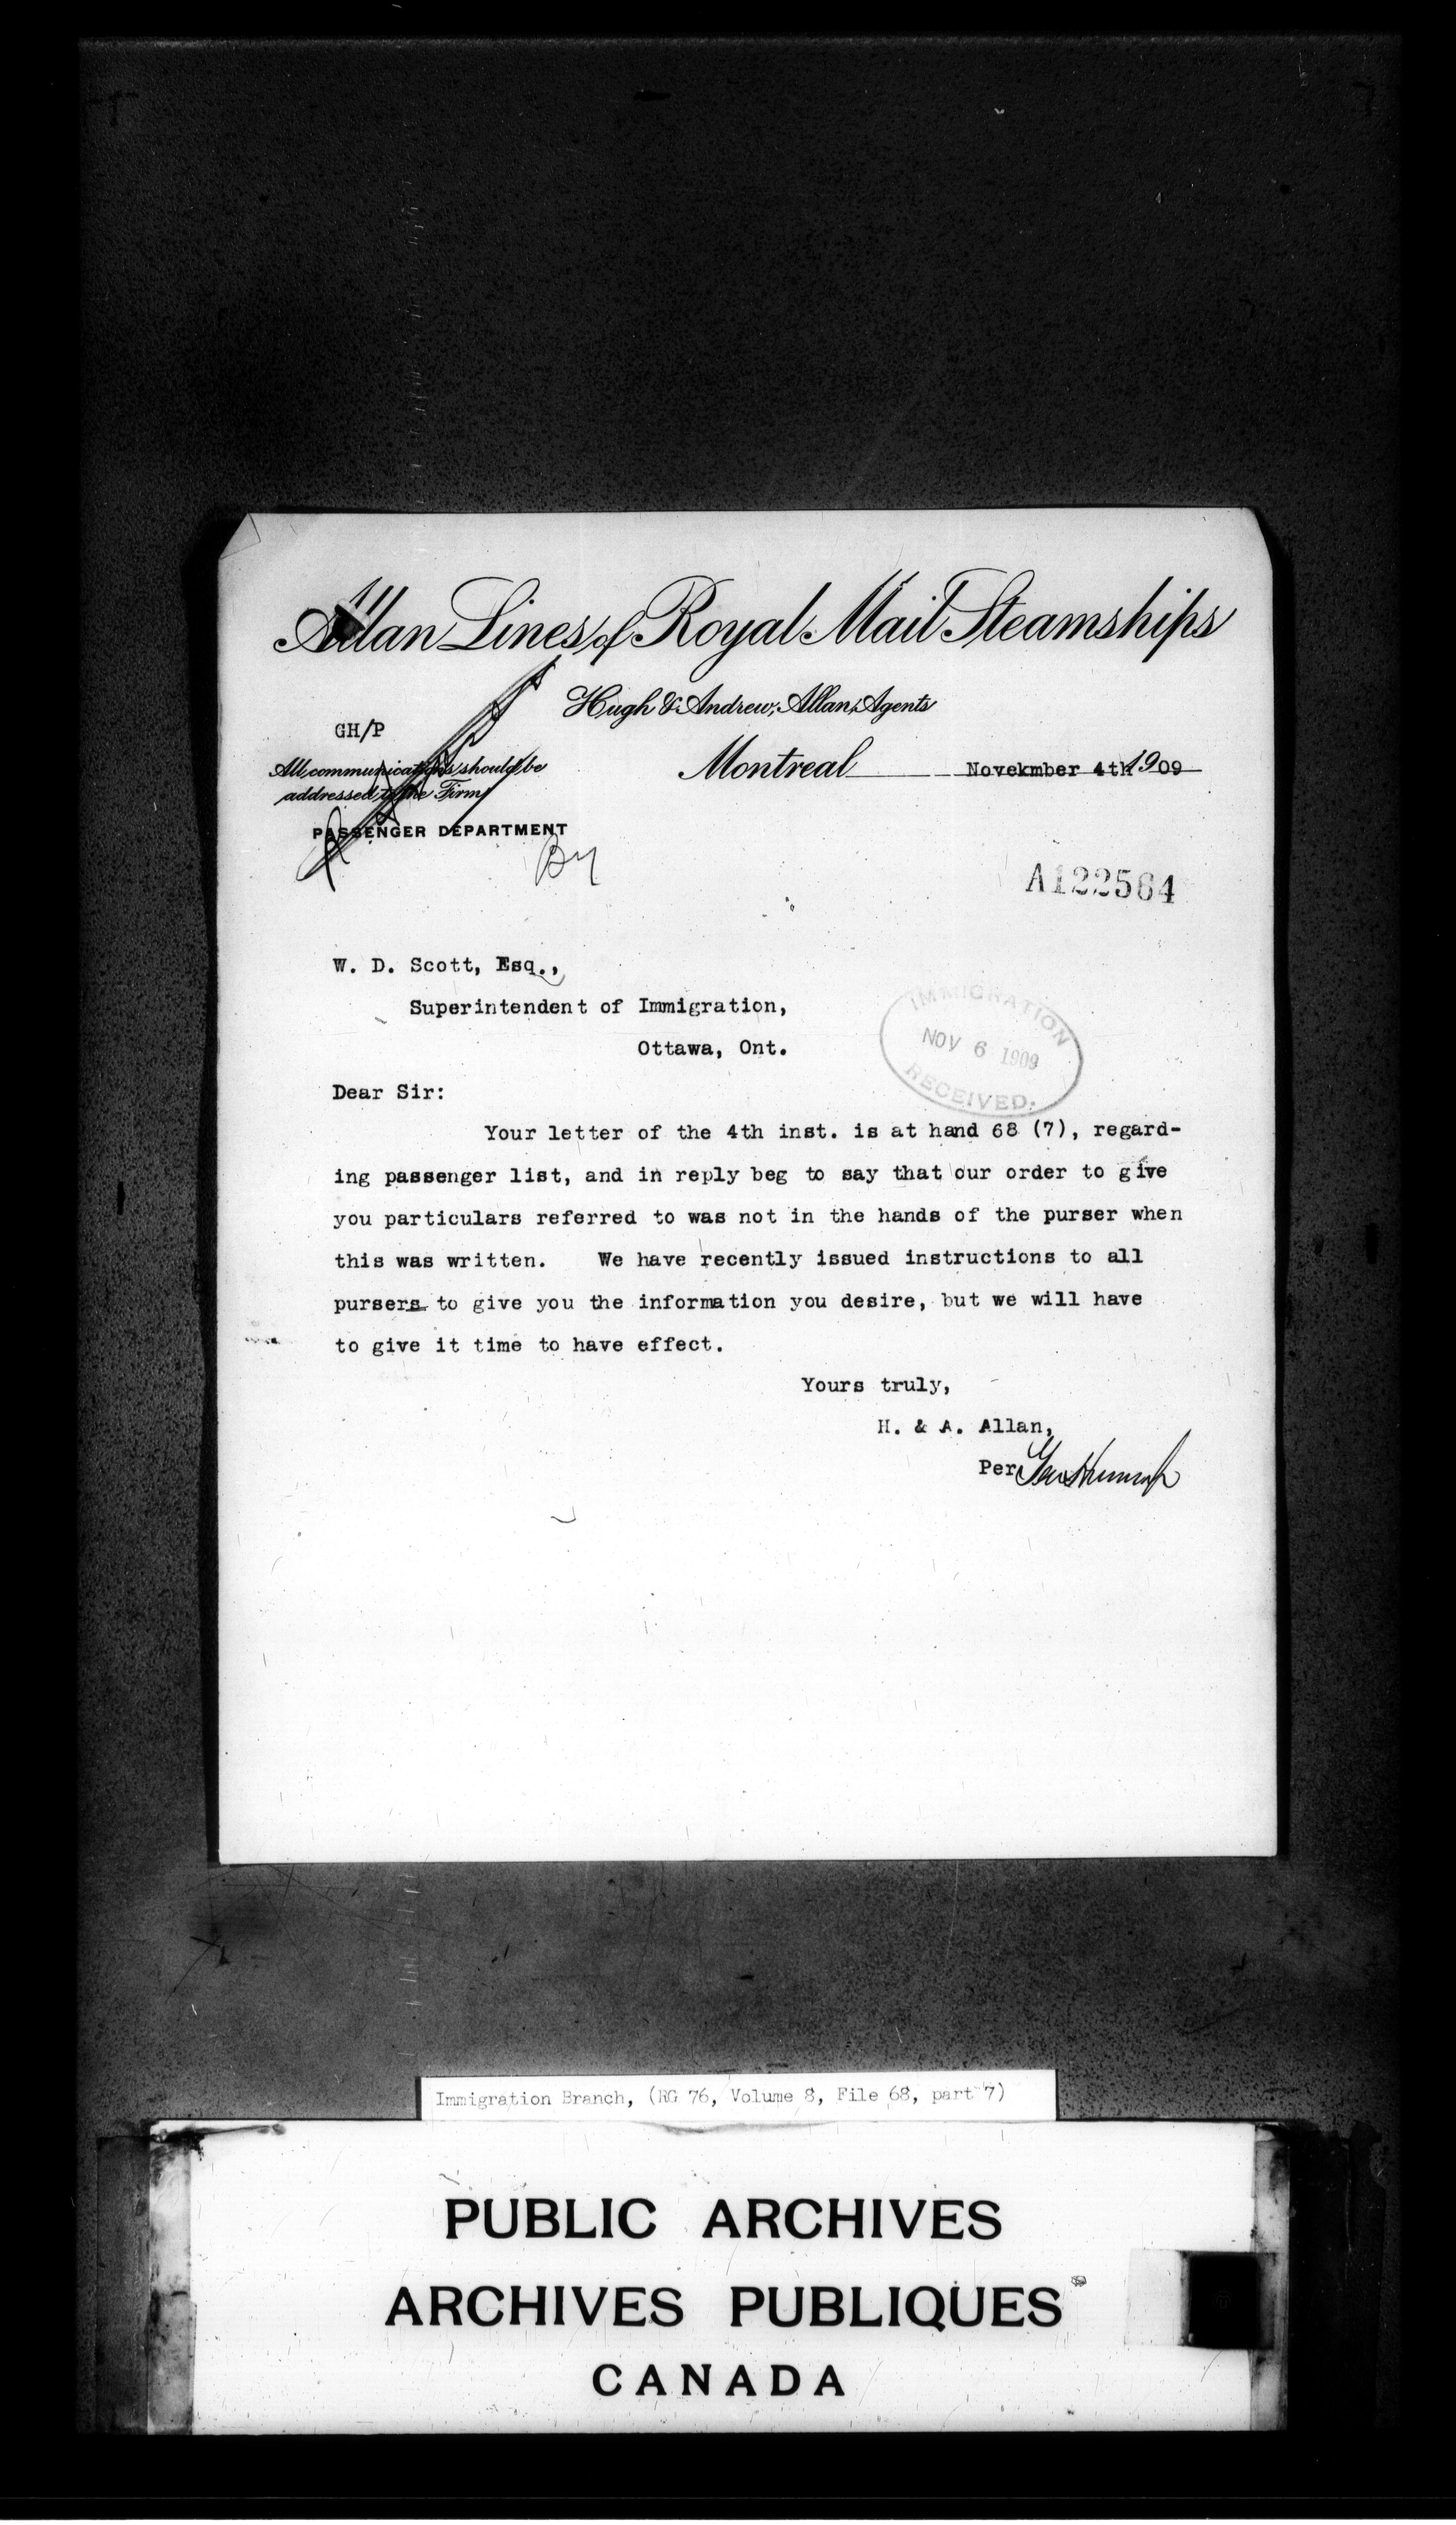 Allan Lines of Royal Mail Steamships
Hugh & Andrew Allan, Agents
GH/P
All communications should be
addressed to the Firm
Montreal Novekmber 4th 1909
PASSENGER DEPARTMENT
A122564
W. D. Scott, Esq.,
Superintendent of Immigration,
Ottawa, Ont.
IMMIGRATION
NOV 6 1909
RECEIVED.
Dear Sir:
Your letter of the 4th inst. is at hand 68 (7), regard-
ing passenger list, and in reply beg to say that our order to give
you particulars referred to was not in the hands of the purser when
this was written. We have recently issued instructions to all
pursers to give you the information you desire, but we will have
to give it time to have effect.
Yours truly,
H. & A. Allan,
Per
Immigration Branch, (RG 76, Volume 8, File 68, part 7)
PUBLIC ARCHIVES
ARCHIVES PUBLIQUES
CANADA